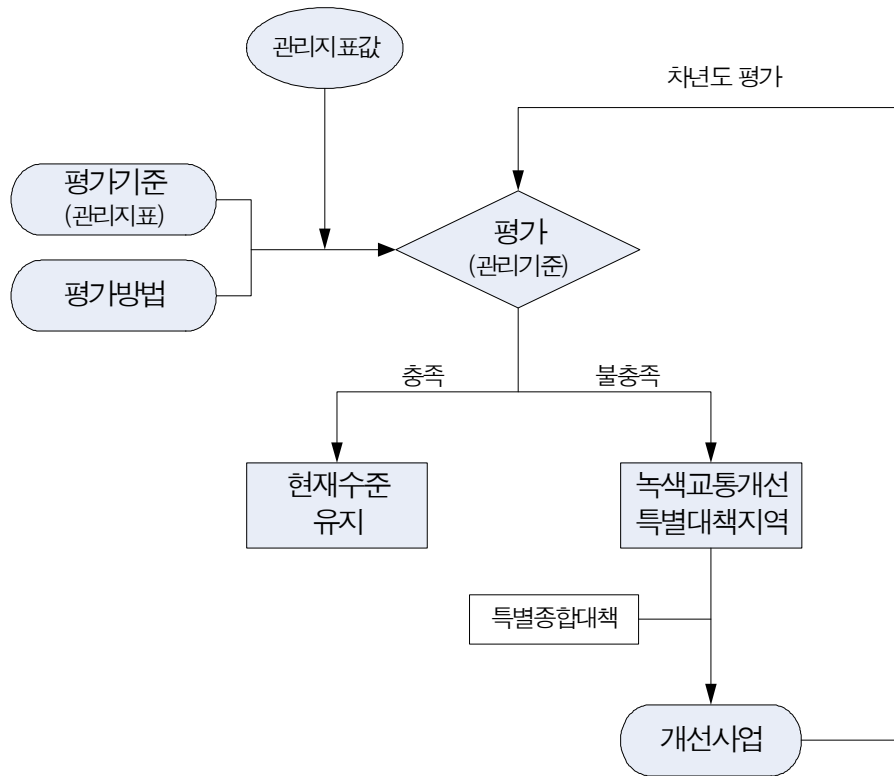 관리지표값
차년도 평가
평가기준
(관리지표)
평가
(관리기준)
평가방법
충족
불충족
현재수준
유지
녹색교통개선
특별대책지역
특별종합대책
개선사업